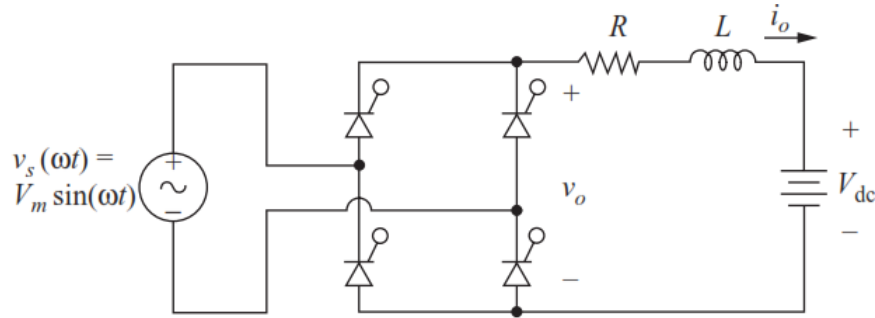 R
L
i_o
+
v_s (ωt) =
V_m sin(ωt)
+
−
v_o
−
+
V_dc
−